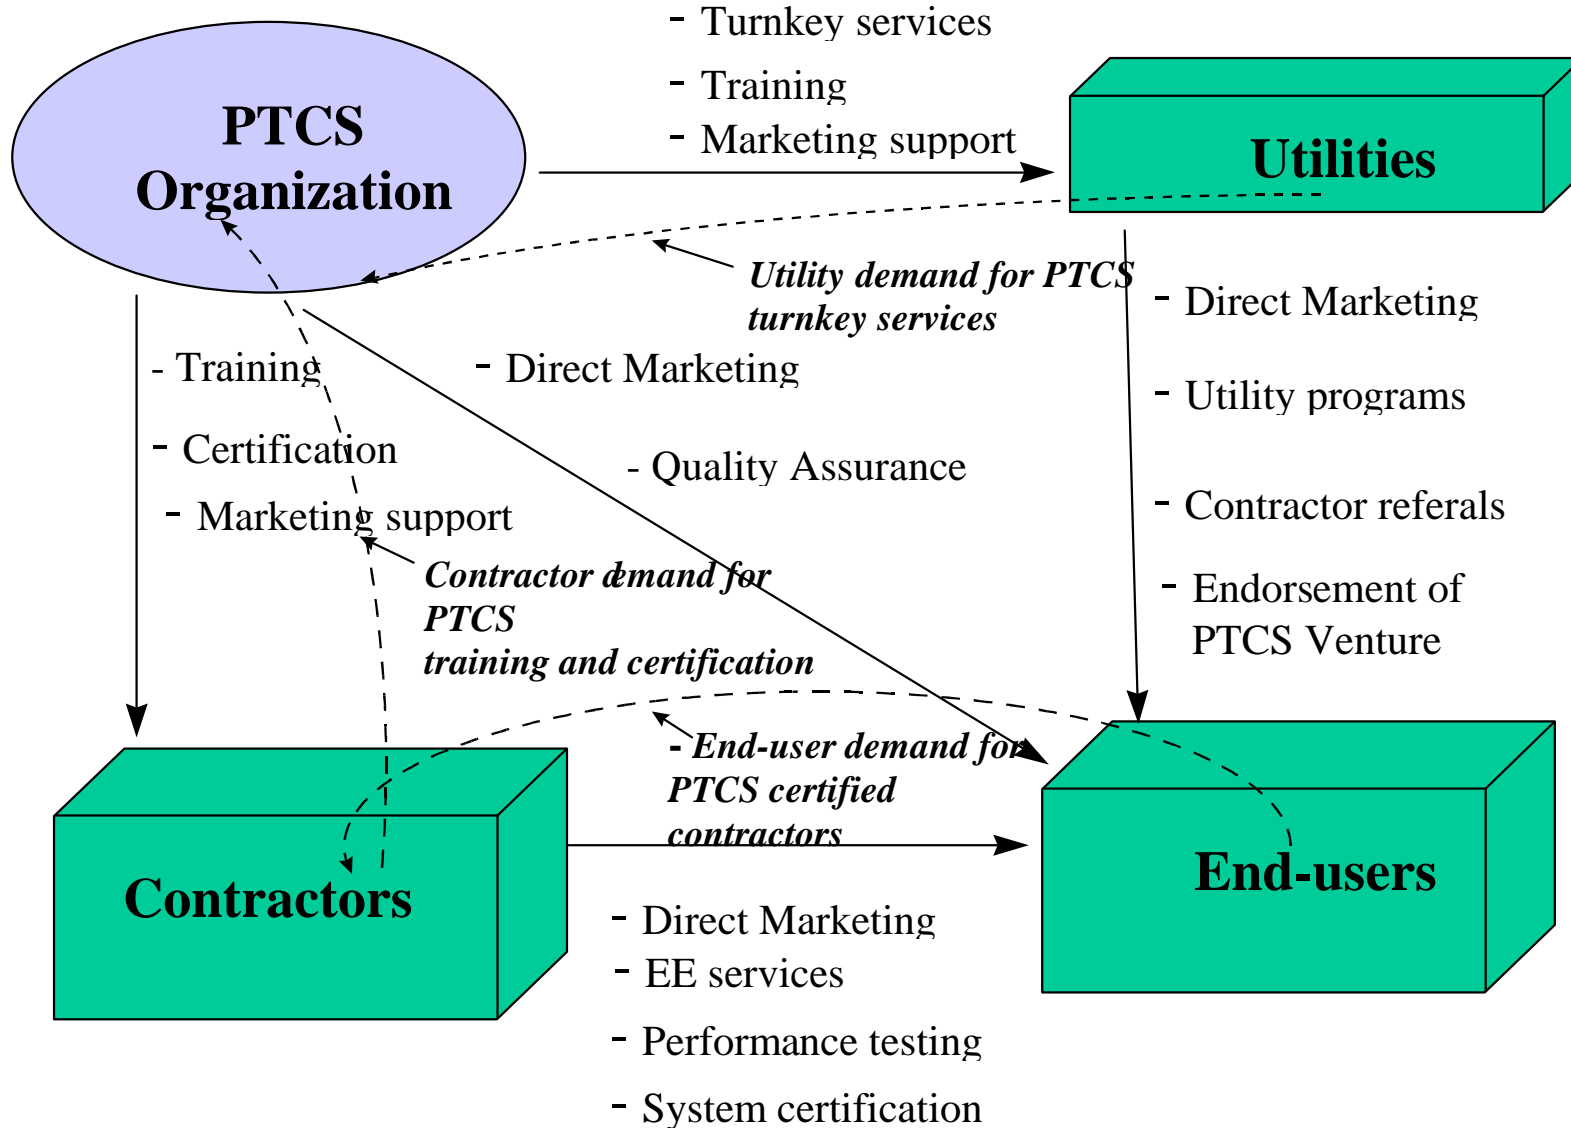 - Turnkey services
- Training
- Marketing support
PTCS
Organization
Utilities
Utility demand for PTCS
turnkey services
- Direct Marketing
- Utility programs
- Contractor referals
- Endorsement of
PTCS Venture
- Training
- Certification
- Marketing support
- Direct Marketing
- Quality Assurance
Contractor demand for
PTCS
training and certification
- End-user demand for
PTCS certified
contractors
Contractors
End-users
- Direct Marketing
- EE services
- Performance testing
- System certification